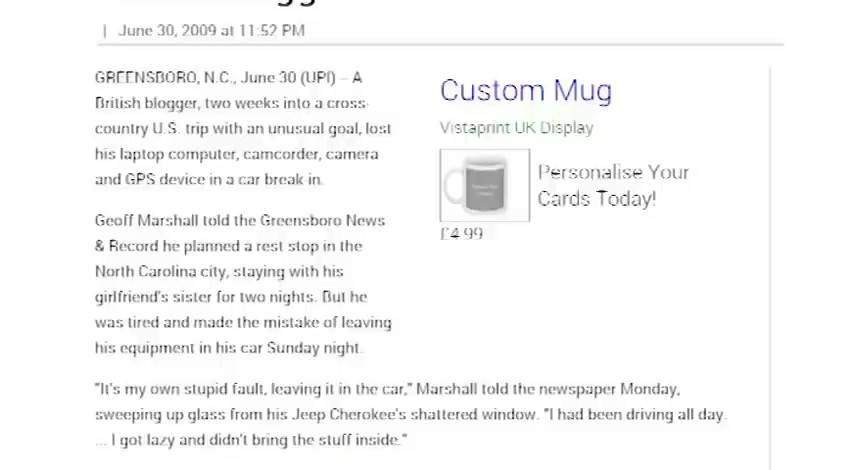 | June 30, 2009 at 11:52 PM
GREENSBORO, N.C., June 30 (UPI) – A
British blogger, two weeks into a cross-
country U.S. trip with an unusual goal, lost
his laptop computer, camcorder, camera
and GPS device in a car break in.
Geoff Marshall told the Greensboro News
& Record he planned a rest stop in the
North Carolina city, staying with his
girlfriend's sister for two nights. But he
was tired and made the mistake of leaving
his equipment in his car Sunday night.
Custom Mug
Vistaprint UK Display
Personalise Your
Cards Today!
£4.99
"It's my own stupid fault, leaving it in the car," Marshall told the newspaper Monday,
sweeping up glass from his Jeep Cherokee's shattered window. "I had been driving all day.
... I got lazy and didn't bring the stuff inside."